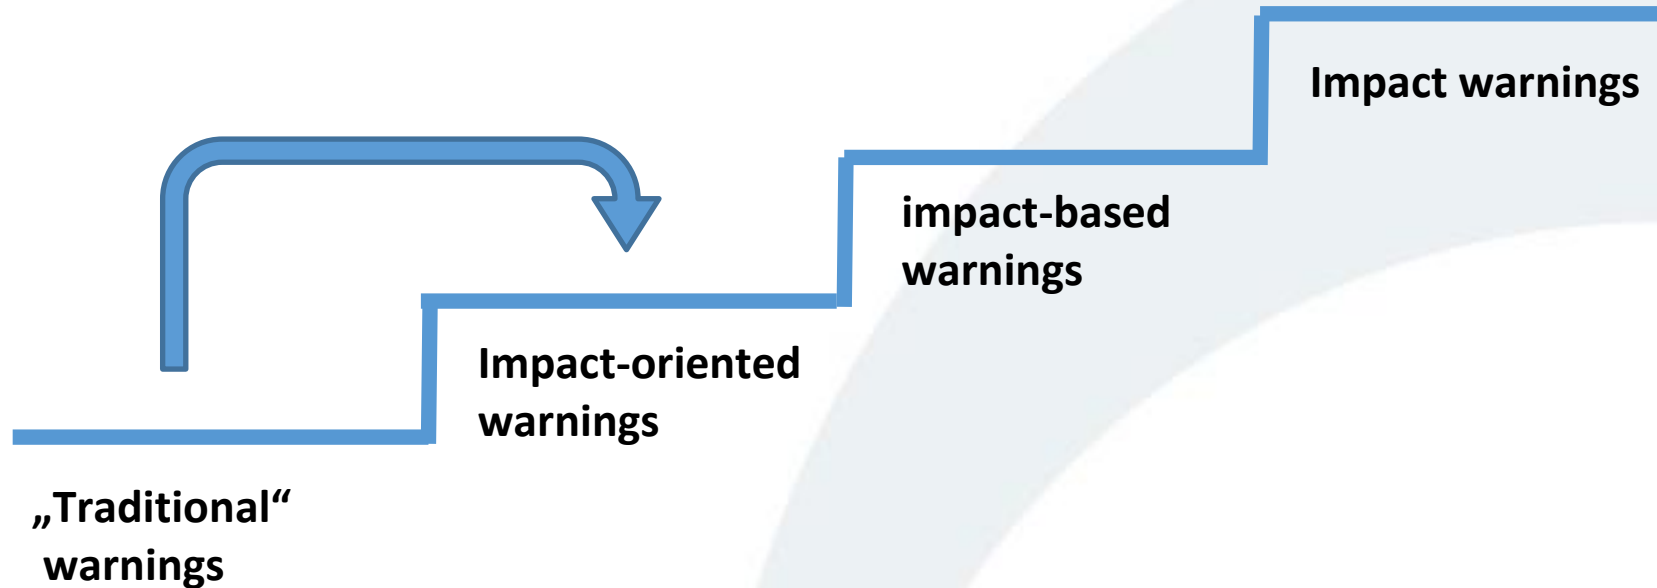 Impact warnings
impact-based
warnings
Impact-oriented
warnings
„Traditional“
warnings